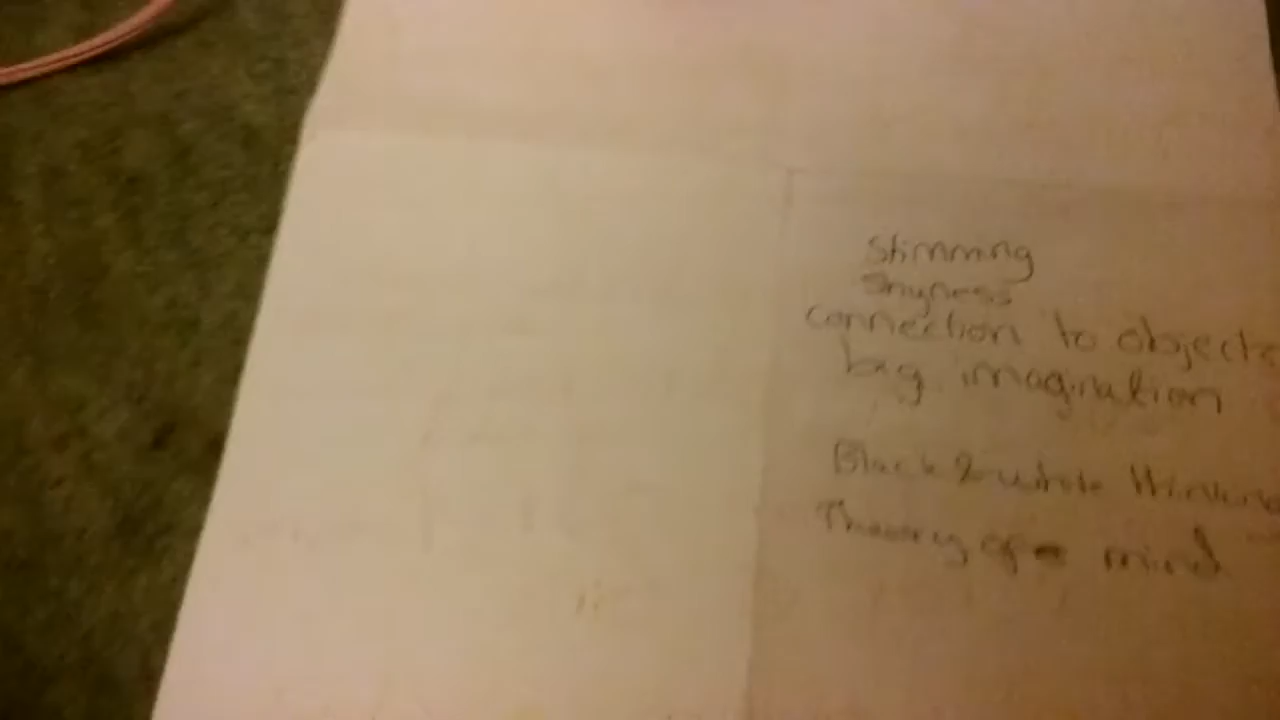 Stimming
Shyness
connection to objects
big imagination
Black & white thinking
Theory of mind